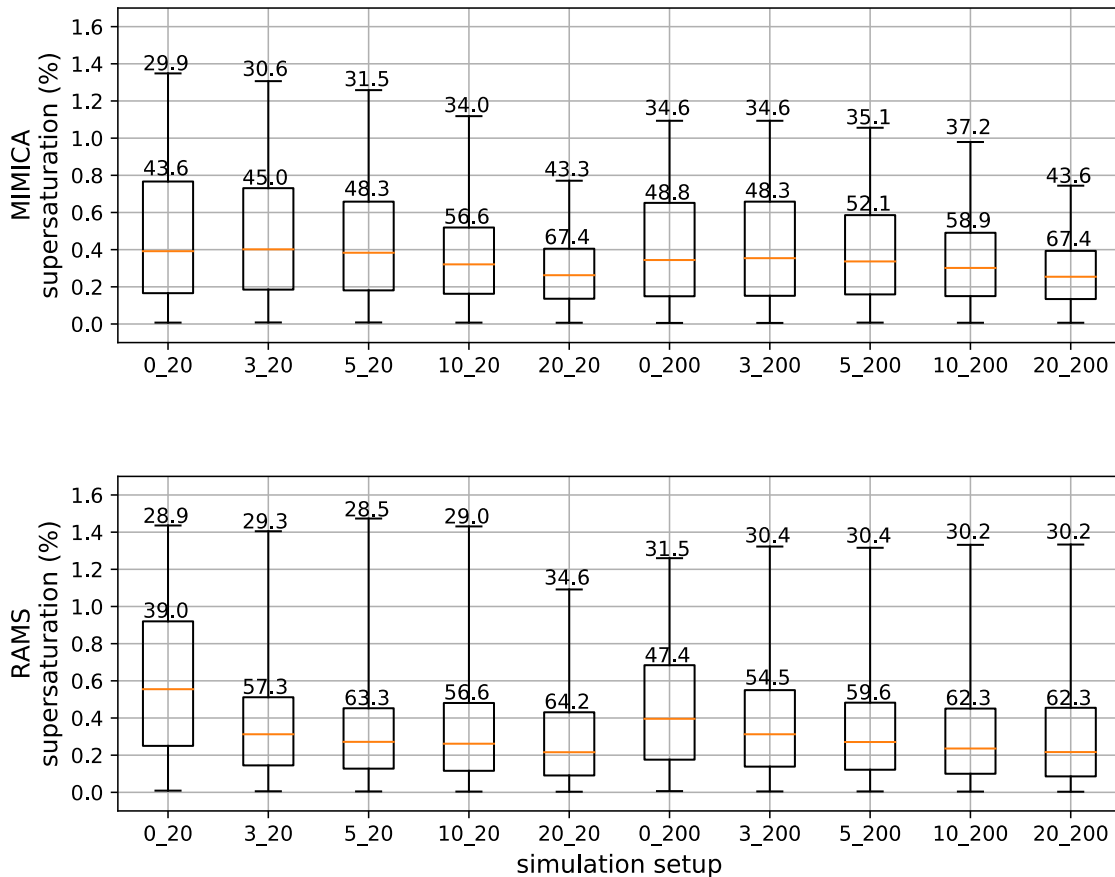 MIMICA
supersaturation (%)
1.6
1.4
1.2
1.0
0.8
0.6
0.4
0.2
0.0
29.9 30.6 31.5 34.0 43.3 34.6 34.6 35.1 37.2 43.6
43.6 45.0 48.3 56.6 67.4 48.8 48.3 52.1 58.9 67.4
0_20 3_20 5_20 10_20 20_20 0_200 3_200 5_200 10_200 20_200
RAMS
supersaturation (%)
1.6
1.4
1.2
1.0
0.8
0.6
0.4
0.2
0.0
28.9 29.3 28.5 29.0 34.6 31.5 30.4 30.4 30.2 30.2
39.0 57.3 63.3 56.6 64.2 47.4 54.5 59.6 62.3 62.3
0_20 3_20 5_20 10_20 20_20 0_200 3_200 5_200 10_200 20_200
simulation setup